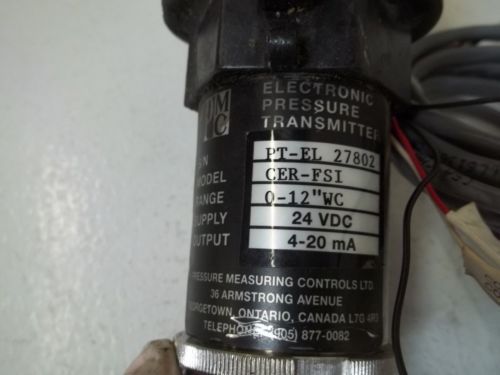 PMC
ELECTRONIC
PRESSURE
TRANSMITTER
S/N PT-EL 27802
MODEL CER-FSI
RANGE 0-12"WC
SUPPLY 24 VDC
OUTPUT 4-20 mA
PRESSURE MEASURING CONTROLS LTD.
36 ARMSTRONG AVENUE
GEORGETOWN, ONTARIO, CANADA L7G 4R9
TELEPHONE (905) 877-0082